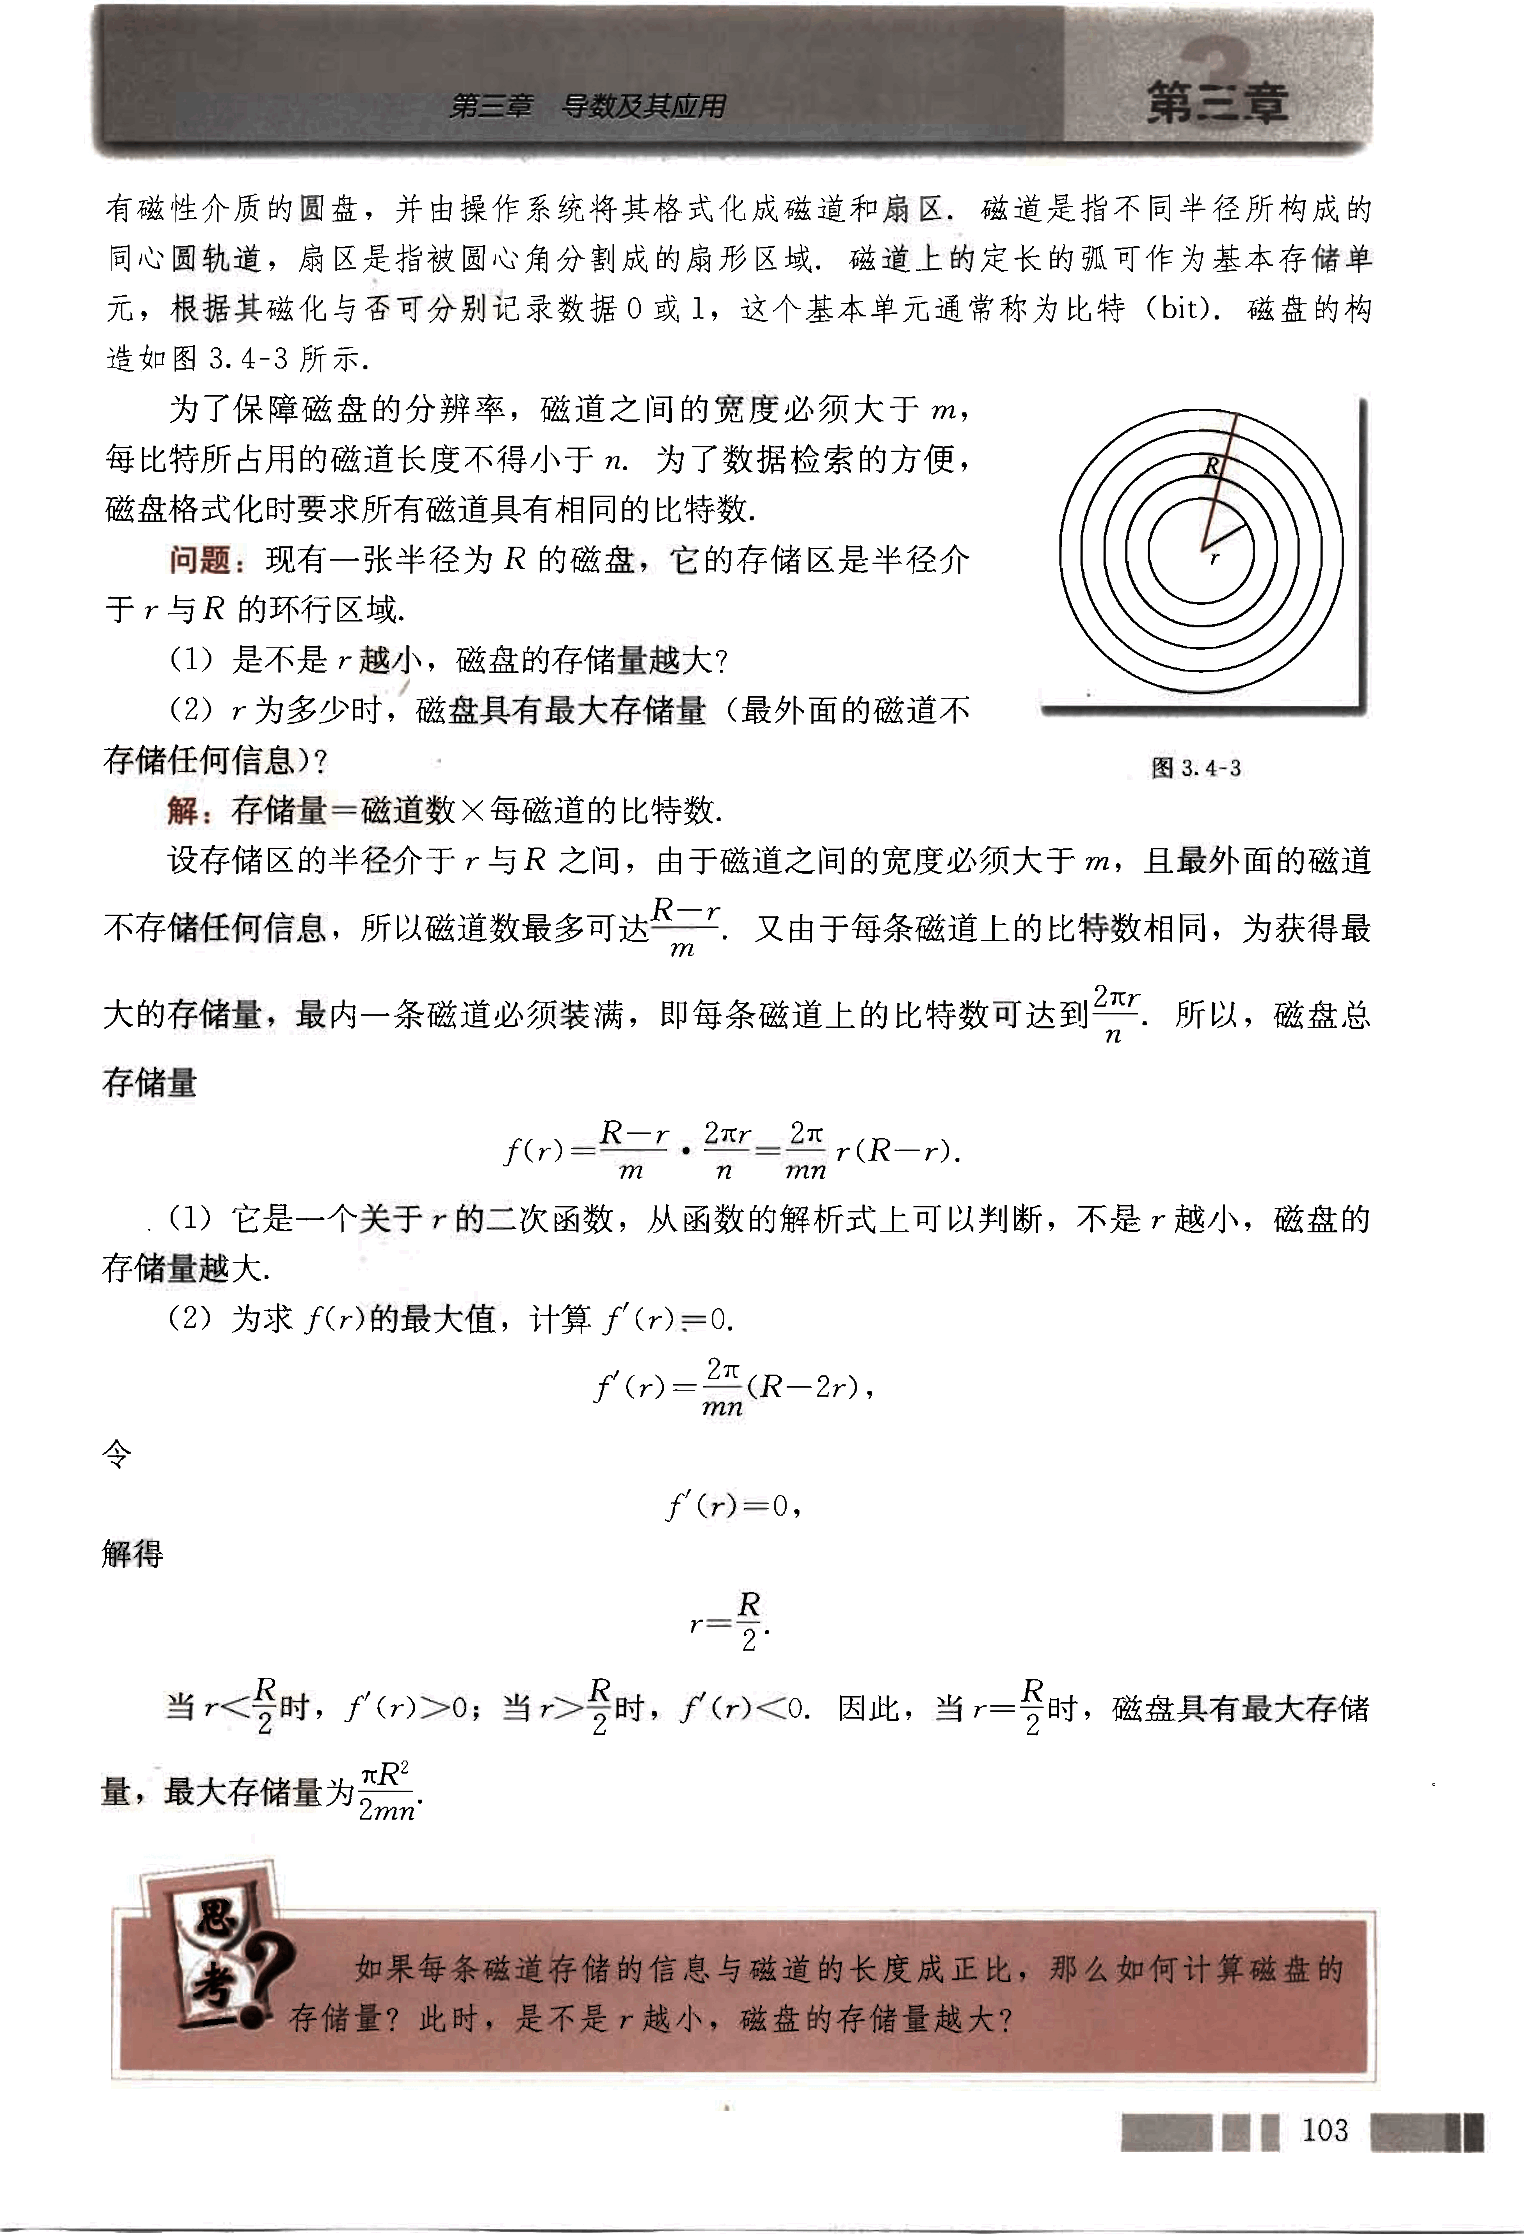 第三章 导数及其应用
第三章
有磁性介质的圆盘，并由操作系统将其格式化成磁道和扇区．磁道是指不同半径所构成的
同心圆轨道，扇区是指被圆心角分割成的扇形区域．磁道上的定长的弧可作为基本存储单
元，根据其磁化与否可分别记录数据0或1，这个基本单元通常称为比特（bit）．磁盘的构
造如图3.4-3所示．
为了保障磁盘的分辨率，磁道之间的宽度必须大于m，
每比特所占用的磁道长度不得小于n．为了数据检索的方便，
磁盘格式化时要求所有磁道具有相同的比特数．
问题：现有一张半径为R的磁盘，它的存储区是半径介
于r与R的环行区域．
（1）是不是r越小，磁盘的存储量越大？
（2）r为多少时，磁盘具有最大存储量（最外面的磁道不
存储任何信息）？
R
r
图3.4-3
解：存储量＝磁道数×每磁道的比特数．
设存储区的半径介于r与R之间，由于磁道之间的宽度必须大于m，且最外面的磁道
不存储任何信息，所以磁道数最多可达$\frac{R-r}{m}$．又由于每条磁道上的比特数相同，为获得最
大的存储量，最内一条磁道必须装满，即每条磁道上的比特数可达到$\frac{2\pi r}{n}$．所以，磁盘总
存储量
$f(r)=\frac{R-r}{m}\cdot\frac{2\pi r}{n}=\frac{2\pi}{mn}r(R-r)$.
（1）它是一个关于r的二次函数，从函数的解析式上可以判断，不是r越小，磁盘的
存储量越大．
（2）为求f(r)的最大值，计算f′(r)=0.
$f'(r)=\frac{2\pi}{mn}(R-2r)$，
令
f′(r)=0，
解得
$r=\frac{R}{2}$.
当$r<\frac{R}{2}$时，f′(r)>0；当$r>\frac{R}{2}$时，f′(r)<0．因此，当$r=\frac{R}{2}$时，磁盘具有最大存储
量，最大存储量为$\frac{\pi R^2}{2mn}$.
思考?
如果每条磁道存储的信息与磁道的长度成正比，那么如何计算磁盘的
存储量？此时，是不是r越小，磁盘的存储量越大？
103